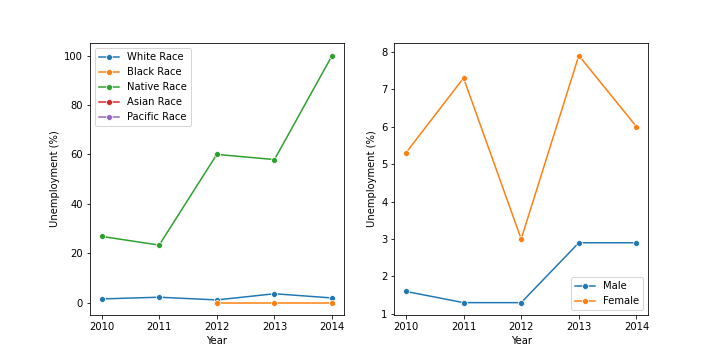 100
80
60
40
20
0
Unemployment (%)
White Race
Black Race
Native Race
Asian Race
Pacific Race
2010 2011 2012 2013 2014
Year
8
7
6
5
4
3
2
1
Unemployment (%)
Male
Female
2010 2011 2012 2013 2014
Year